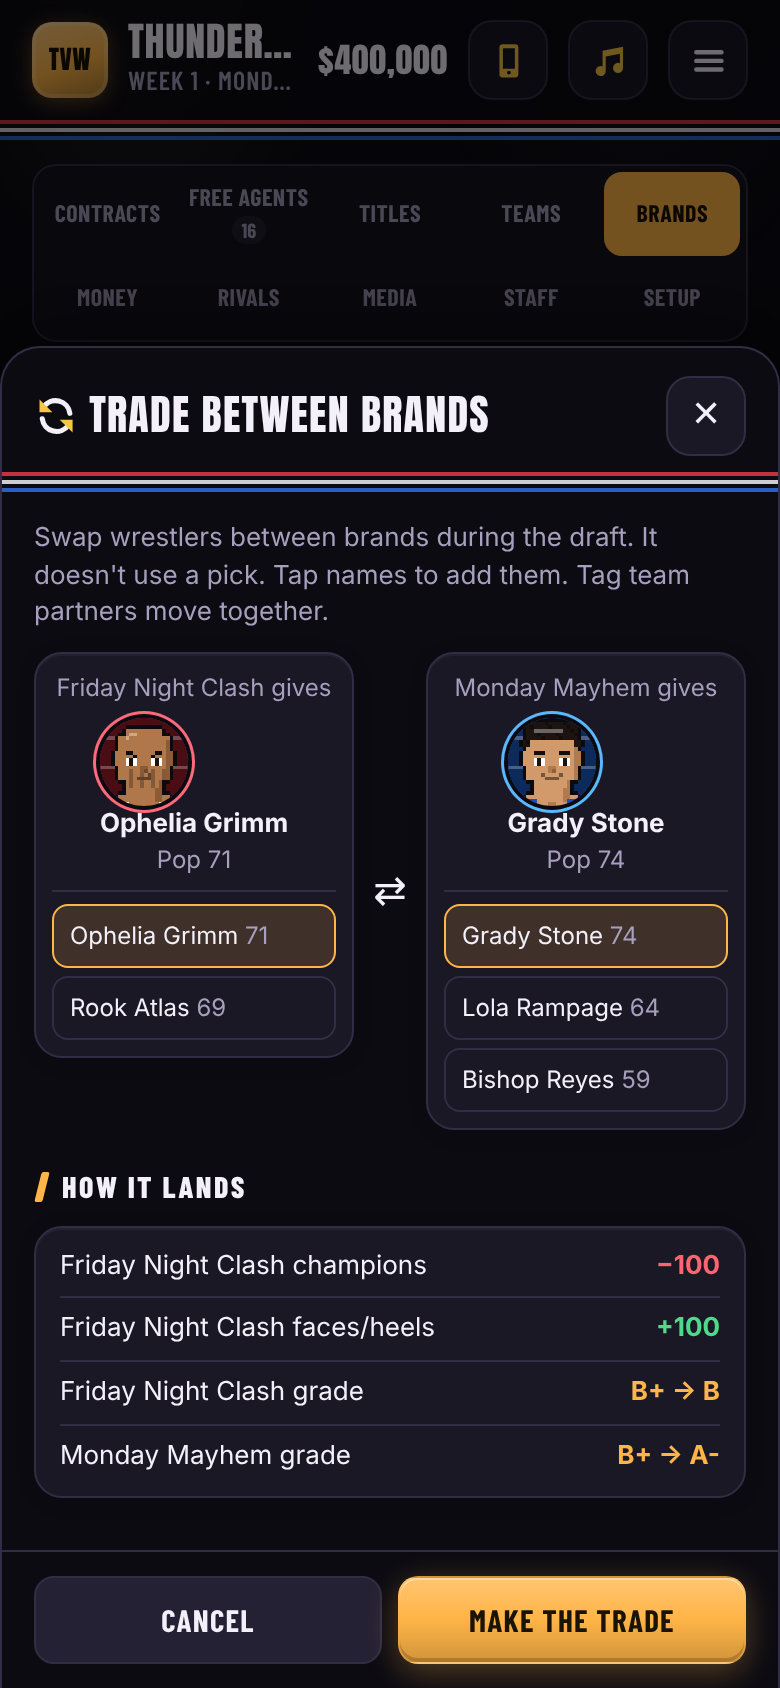 TVW
THUNDER...
WEEK 1 · MOND...
$400,000
CONTRACTS
FREE AGENTS
16
TITLES
TEAMS
BRANDS
MONEY
RIVALS
MEDIA
STAFF
SETUP
TRADE BETWEEN BRANDS
Swap wrestlers between brands during the draft. It
doesn't use a pick. Tap names to add them. Tag team
partners move together.
Friday Night Clash gives
Ophelia Grimm
Pop 71
Ophelia Grimm 71
Rook Atlas 69
Monday Mayhem gives
Grady Stone
Pop 74
Grady Stone 74
Lola Rampage 64
Bishop Reyes 59
HOW IT LANDS
Friday Night Clash champions −100
Friday Night Clash faces/heels +100
Friday Night Clash grade B+ → B
Monday Mayhem grade B+ → A-
CANCEL
MAKE THE TRADE